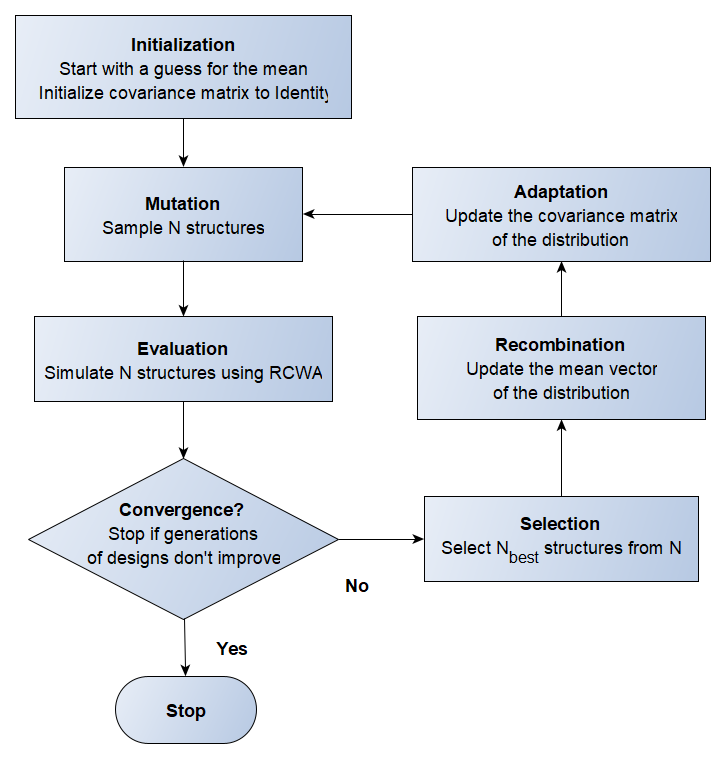 Initialization
Start with a guess for the mean
Initialize covariance matrix to Identity
Mutation
Sample N structures
Evaluation
Simulate N structures using RCWA
Convergence?
Stop if generations
of designs don't improve
Yes
Stop
No
Selection
Select Nbest structures from N
Recombination
Update the mean vector
of the distribution
Adaptation
Update the covariance matrix
of the distribution